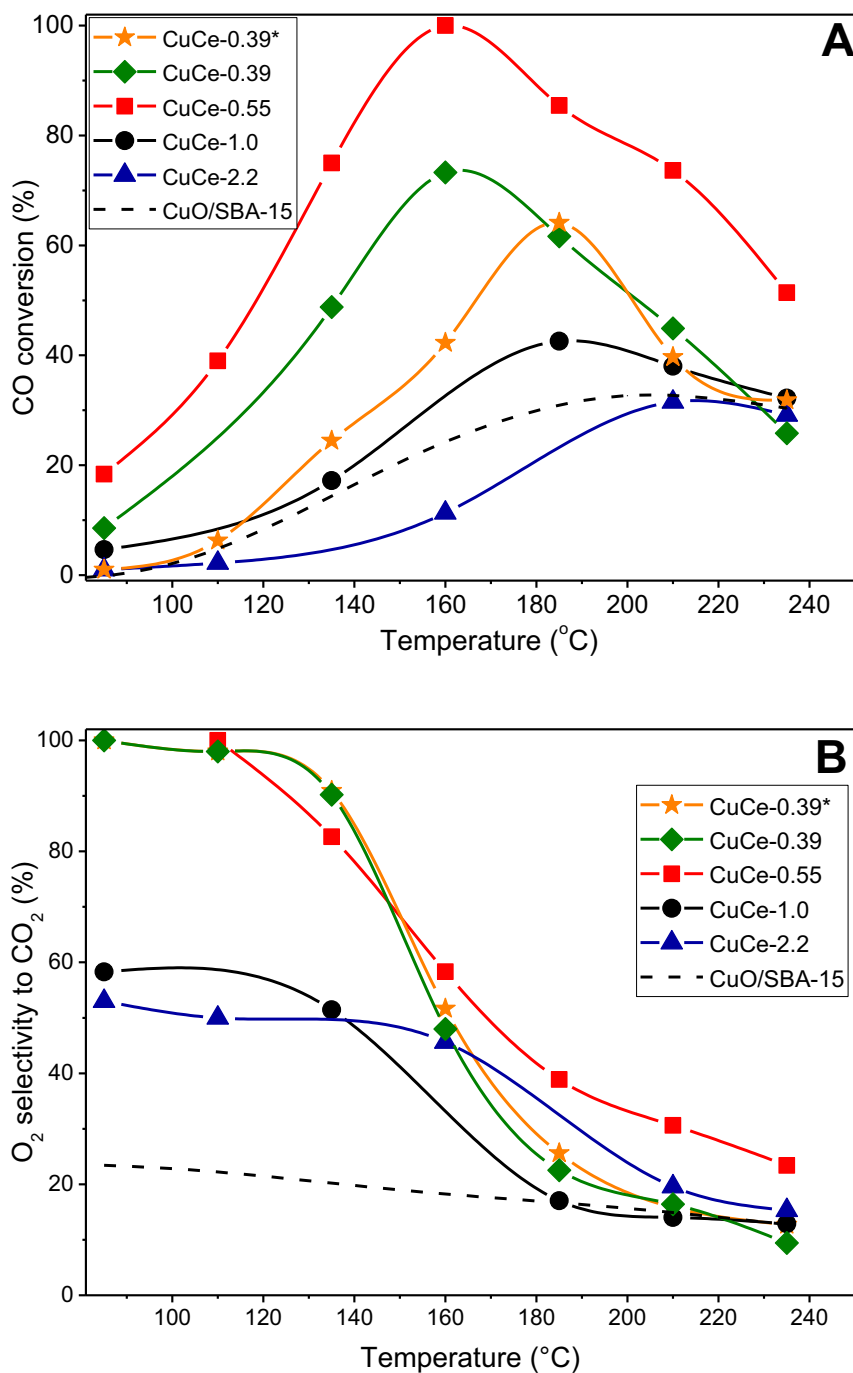 A
CuCe-0.39*
CuCe-0.39
CuCe-0.55
CuCe-1.0
CuCe-2.2
CuO/SBA-15
CO conversion (%)
100
80
60
40
20
0
100 120 140 160 180 200 220 240
Temperature (°C)
B
CuCe-0.39*
CuCe-0.39
CuCe-0.55
CuCe-1.0
CuCe-2.2
CuO/SBA-15
O2 selectivity to CO2 (%)
100
80
60
40
20
0
100 120 140 160 180 200 220 240
Temperature (°C)